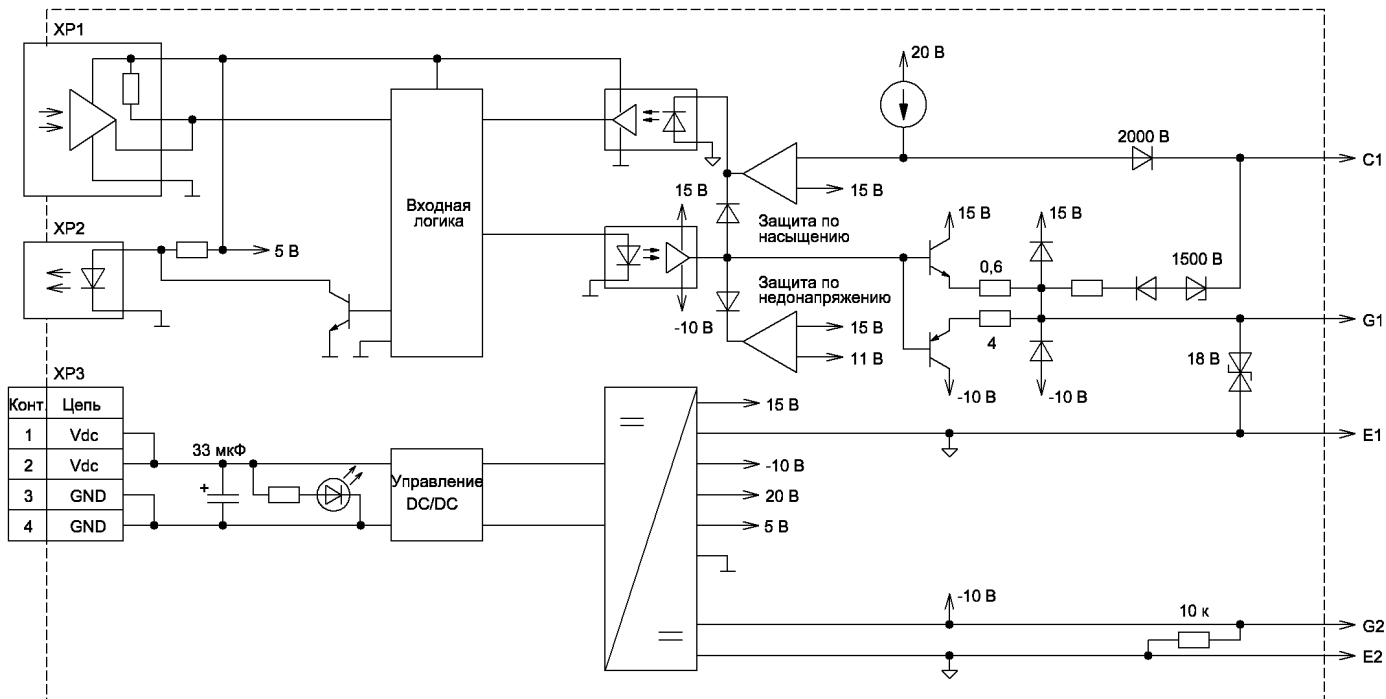 XP1
20 В
2000 В
C1
15 В
15 В
Входная
логика
Защита по
насыщению
15 В
15 В
1500 В
XP2
5 В
0,6
-10 В
Защита по
недонапряжению
15 В
11 В
4
G1
18 В
-10 В
-10 В
XP3
Конт. Цепь
1 Vdc
2 Vdc
3 GND
4 GND
33 мкФ
+
Управление
DC/DC
15 В
E1
-10 В
20 В
5 В
-10 В
10 к
G2
E2